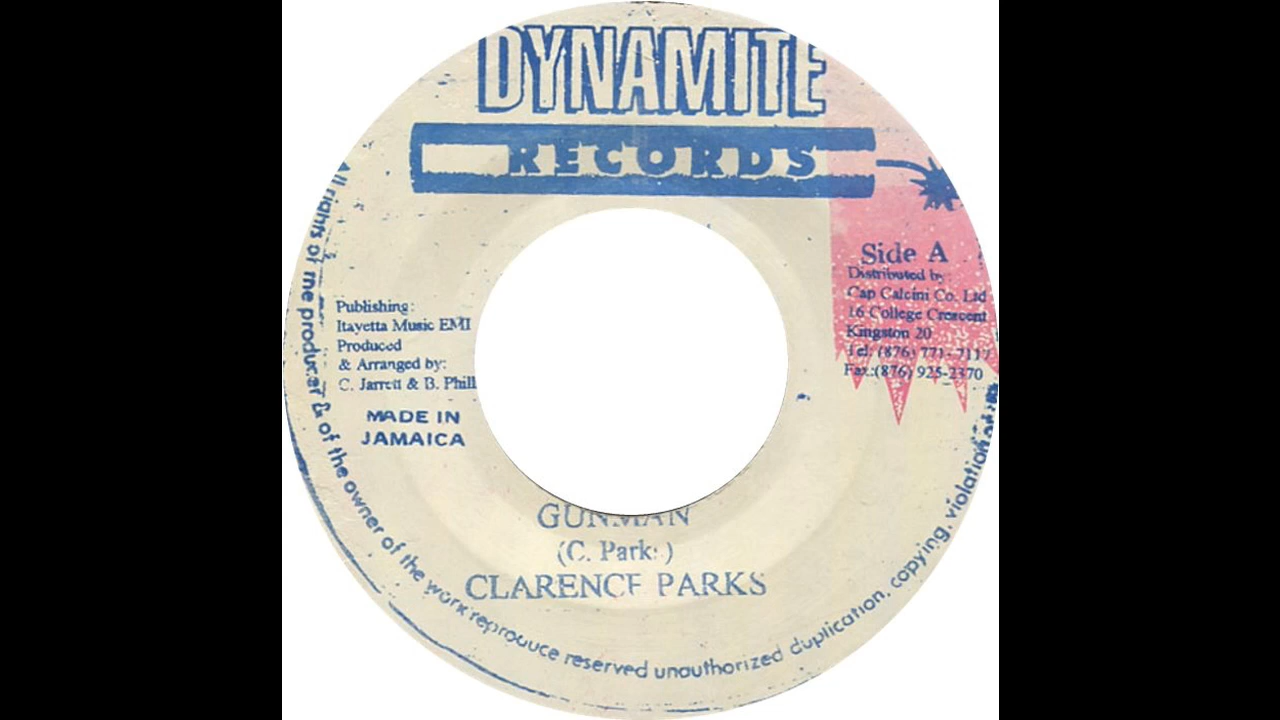 DYNAMITE
RECORDS
Side A
Distributed by:
Cap Calcini Co. Ltd
16 College Crescent
Kingston 20
Tel: (876) 771-7117
Fax:(876) 925-2370
Publishing:
Itayetta Music EMI
Produced
& Arranged by:
C. Jarrett & B. Phill
MADE IN
JAMAICA
GUNMAN
(C. Parks)
CLARENCE PARKS
All rights of the producer & of the owner of the work reproduce reserved unauthorized duplication, copying, violation of